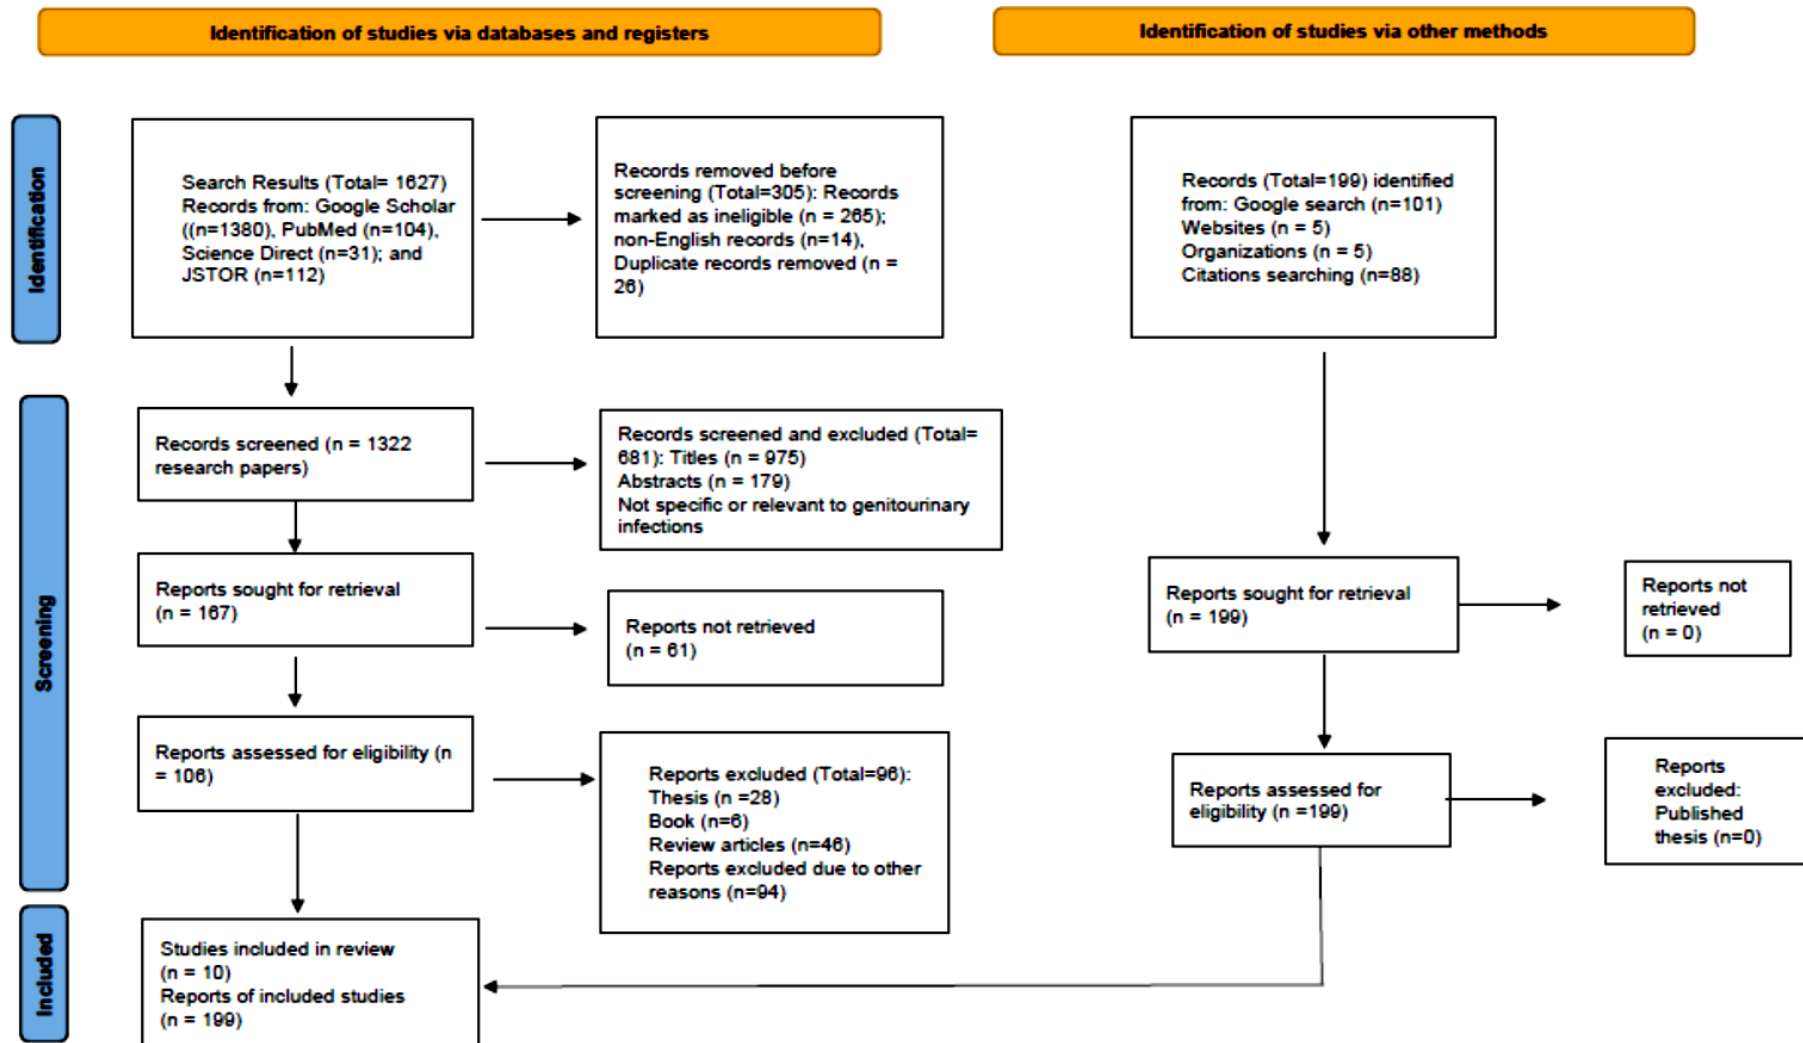 Identification of studies via databases and registers
Identification of studies via other methods
Identification
Search Results (Total= 1627)
Records from: Google Scholar
((n=1380), PubMed (n=104),
Science Direct (n=31); and
JSTOR (n=112)
Records removed before
screening (Total=305): Records
marked as ineligible (n = 265);
non-English records (n=14),
Duplicate records removed (n =
26)
Records (Total=199) identified
from: Google search (n=101)
Websites (n = 5)
Organizations (n = 5)
Citations searching (n=88)
Screening
Records screened (n = 1322
research papers)
Records screened and excluded (Total=
681): Titles (n = 975)
Abstracts (n = 179)
Not specific or relevant to genitourinary
infections
Reports sought for retrieval
(n = 167)
Reports not retrieved
(n = 61)
Reports sought for retrieval
(n = 199)
Reports not
retrieved
(n = 0)
Reports assessed for eligibility (n
= 106)
Reports excluded (Total=96):
Thesis (n =28)
Book (n=6)
Review articles (n=46)
Reports excluded due to other
reasons (n=94)
Reports assessed for
eligibility (n =199)
Reports
excluded:
Published
thesis (n=0)
Included
Studies included in review
(n = 10)
Reports of included studies
(n = 199)